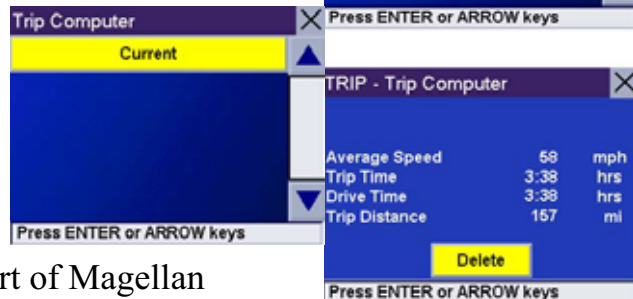 Trip Computer
Current
Press ENTER or ARROW keys
rt of Magellan
Press ENTER or ARROW keys
TRIP - Trip Computer
Average Speed 58 mph
Trip Time 3:38 hrs
Drive Time 3:38 hrs
Trip Distance 157 mi
Delete
Press ENTER or ARROW keys